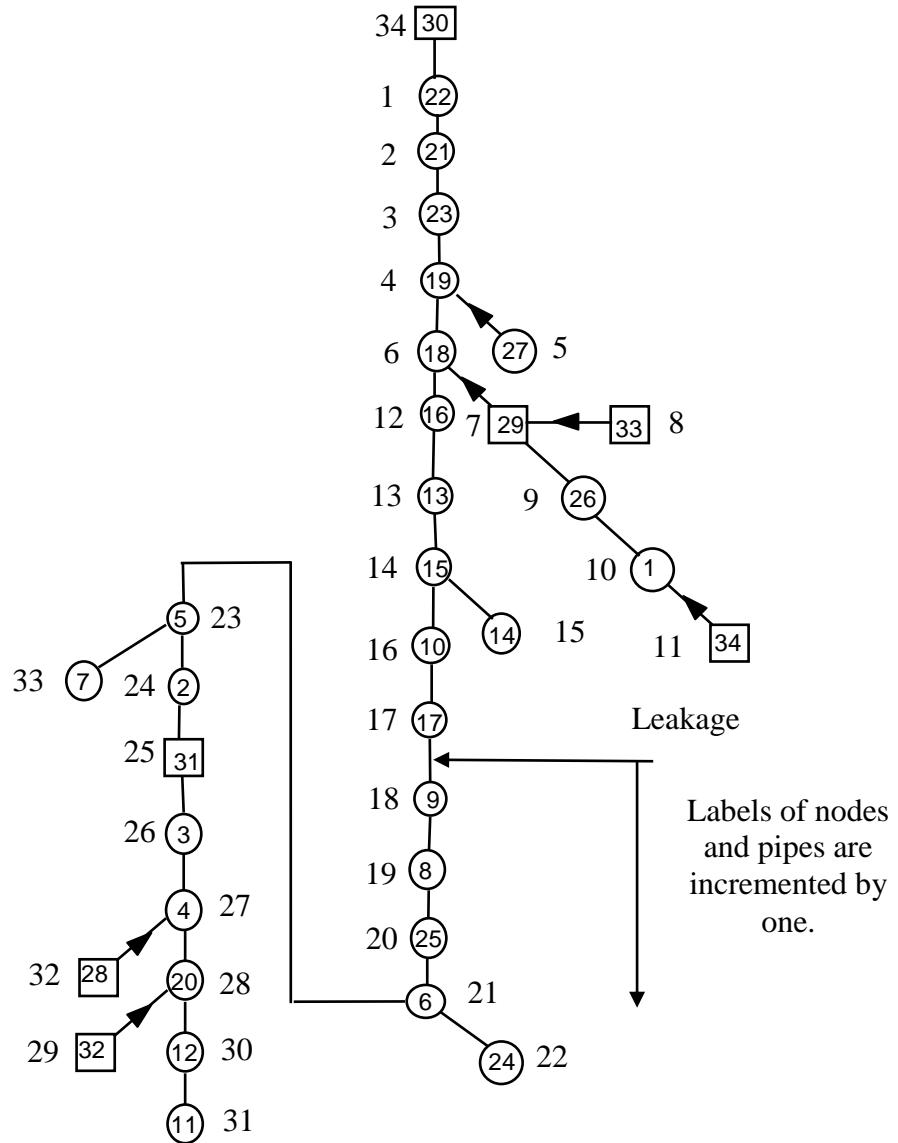 34 30
1 22
2 21
3 23
4 19
6 18 27 5
12 16 7 29 33 8
13 13 9 26
14 15 10 1
5 23 14 15
16 10 11 34
33 7 24 2
17 17 Leakage
25 31
18 9
Labels of nodes
and pipes are
incremented by
one.
26 3
19 8
4 27
20 25
32 28 20 28
6 21
29 32 12 30
24 22
11 31